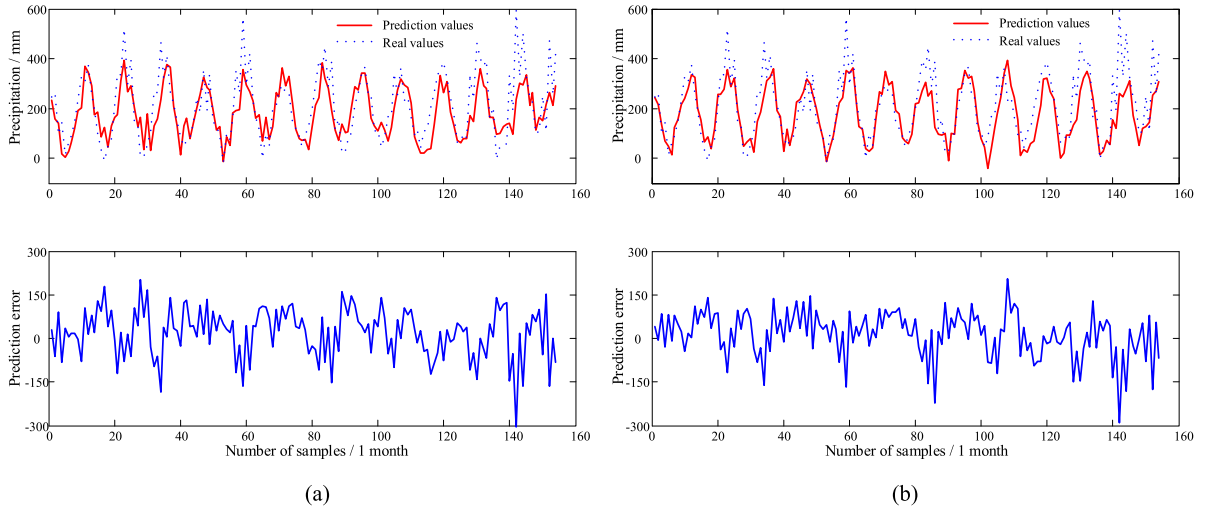 600
400
200
0
Precipitation / mm
Prediction values
Real values
0 20 40 60 80 100 120 140 160
300
150
0
-150
-300
Prediction error
0 20 40 60 80 100 120 140 160
Number of samples / 1 month
(a)
600
400
200
0
Precipitation / mm
Prediction values
Real values
0 20 40 60 80 100 120 140 160
300
150
0
-150
-300
Prediction error
0 20 40 60 80 100 120 140 160
Number of samples / 1 month
(b)